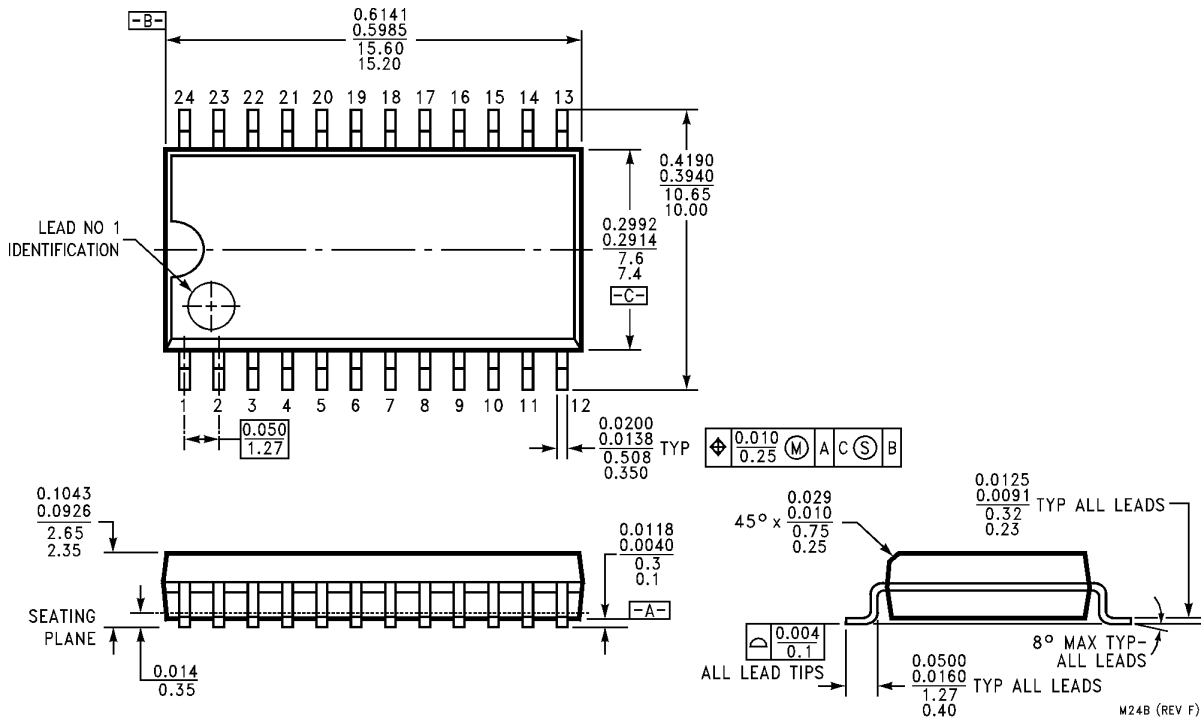 -B-
0.6141
0.5985
15.60
15.20
24 23 22 21 20 19 18 17 16 15 14 13
0.4190
0.3940
10.65
10.00
0.2992
0.2914
7.6
7.4
-C-
LEAD NO 1
IDENTIFICATION
1 2 3 4 5 6 7 8 9 10 11 12
0.050
1.27
0.0200
0.0138
0.508
0.350
TYP
0.010
0.25
M A C S B
0.1043
0.0926
2.65
2.35
0.0118
0.0040
0.3
0.1
-A-
SEATING
PLANE
0.014
0.35
45° x
0.029
0.010
0.75
0.25
0.0125
0.0091
0.32
0.23
TYP ALL LEADS
0.004
0.1
ALL LEAD TIPS
0.0500
0.0160
1.27
0.40
TYP ALL LEADS
8° MAX TYP-
ALL LEADS
M24B (REV F)